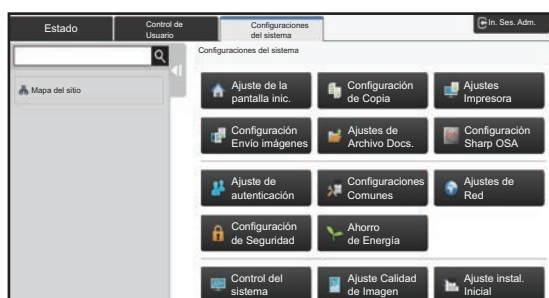 Estado
Control de
Usuario
Configuraciones
del sistema
In. Ses. Adm.
Configuraciones del sistema
Mapa del sitio
Ajuste de la
pantalla inic.
Configuración
de Copia
Ajustes
Impresora
Configuración
Envío imágenes
Ajustes de
Archivo Docs.
Configuración
Sharp OSA
Ajuste de
autenticación
Configuraciones
Comunes
Ajustes de
Red
Configuración
de Seguridad
Ahorro
de Energía
Control del
sistema
Ajuste Calidad
de Imagen
Ajuste instal.
Inicial